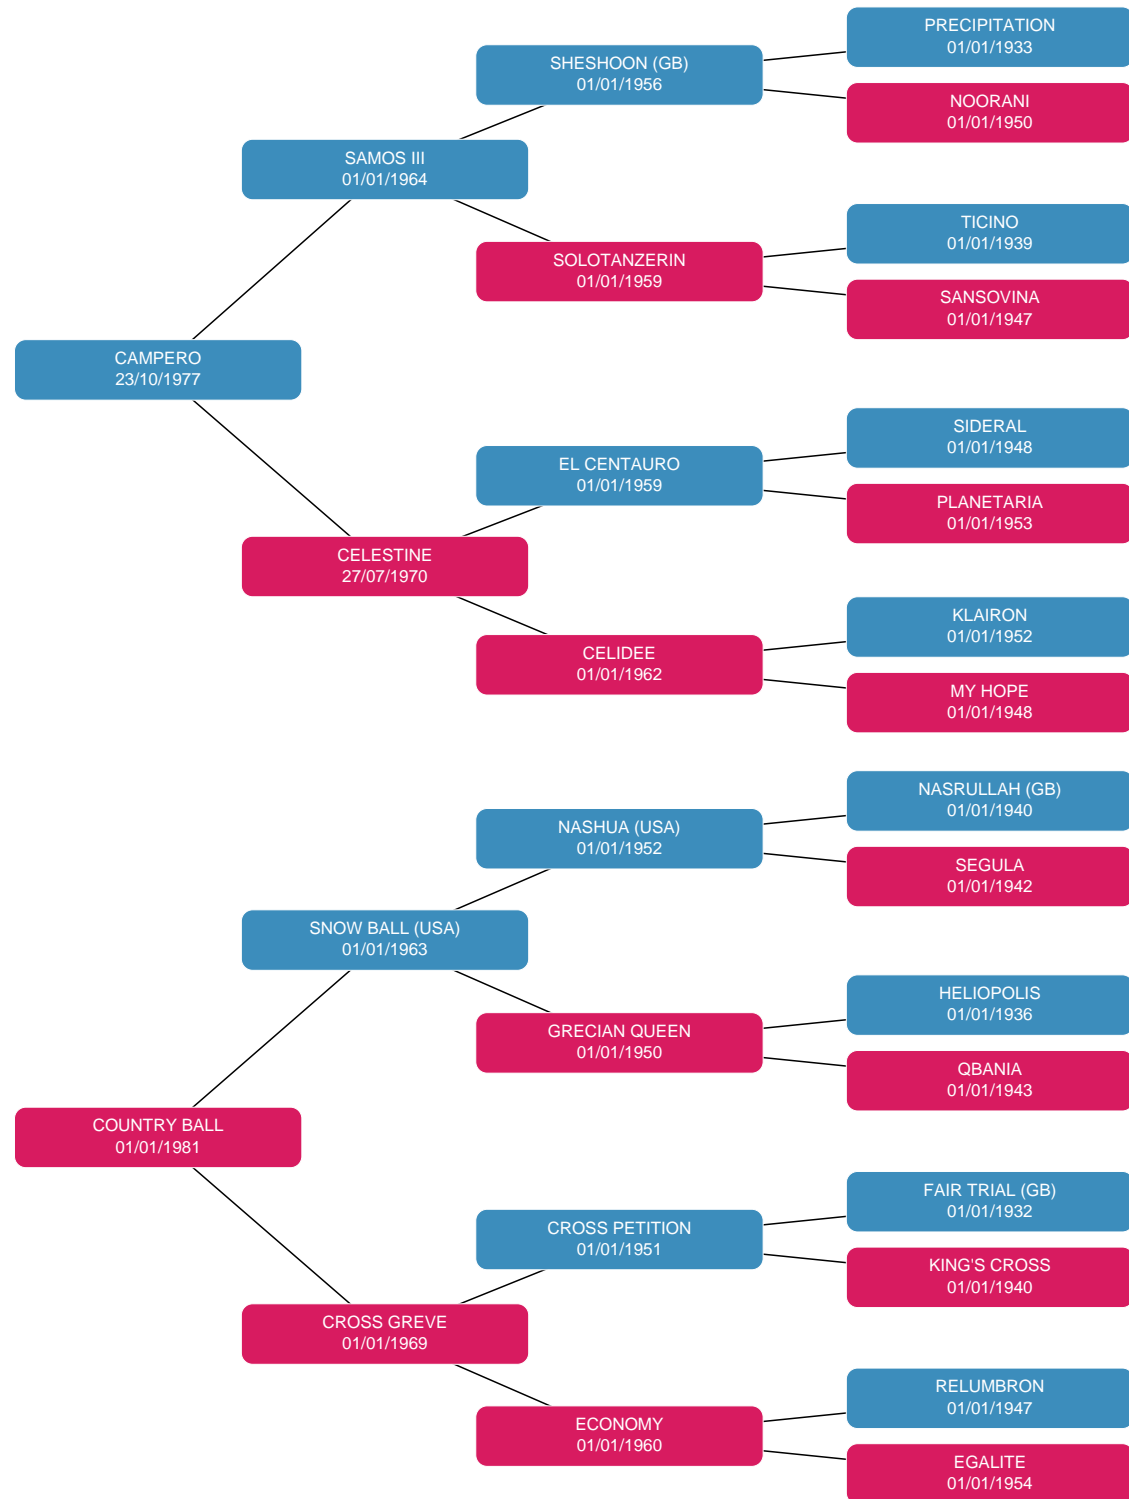 PRECIPITATION
01/01/1933
SHESHOON (GB)
01/01/1956
NOORANI
01/01/1950
SAMOS III
01/01/1964
TICINO
01/01/1939
SOLOTANZERIN
01/01/1959
SANSOVINA
01/01/1947
CAMPERO
23/10/1977
SIDERAL
01/01/1948
EL CENTAURO
01/01/1959
PLANETARIA
01/01/1953
CELESTINE
27/07/1970
KLAIRON
01/01/1952
CELIDEE
01/01/1962
MY HOPE
01/01/1948
NASRULLAH (GB)
01/01/1940
NASHUA (USA)
01/01/1952
SEGULA
01/01/1942
SNOW BALL (USA)
01/01/1963
HELIOPOLIS
01/01/1936
GRECIAN QUEEN
01/01/1950
QBANIA
01/01/1943
COUNTRY BALL
01/01/1981
FAIR TRIAL (GB)
01/01/1932
CROSS PETITION
01/01/1951
KING'S CROSS
01/01/1940
CROSS GREVE
01/01/1969
RELUMBRON
01/01/1947
ECONOMY
01/01/1960
EGALITE
01/01/1954